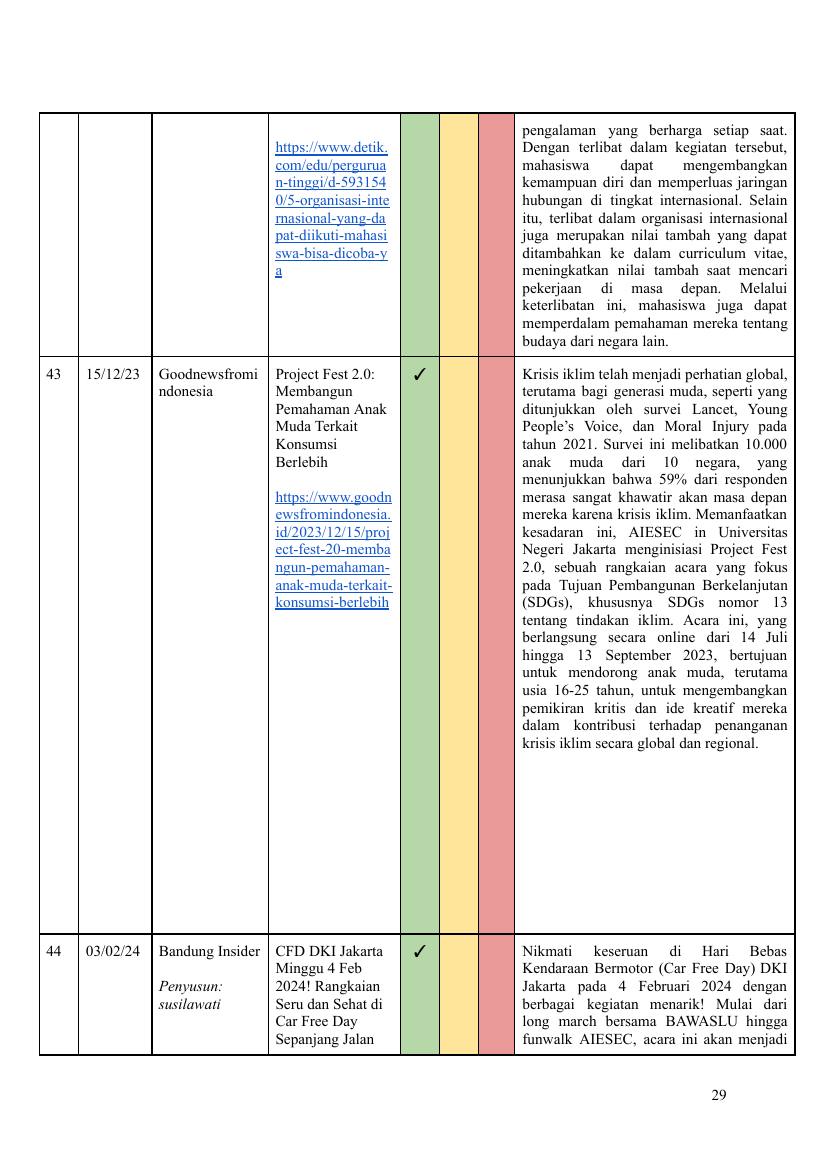 https://www.detik.
com/edu/pergurua
n-tinggi/d-593154
0/5-organisasi-inte
rnasional-yang-da
pat-diikuti-mahasi
swa-bisa-dicoba-y
a
pengalaman yang berharga setiap saat.
Dengan terlibat dalam kegiatan tersebut,
mahasiswa dapat mengembangkan
kemampuan diri dan memperluas jaringan
hubungan di tingkat internasional. Selain
itu, terlibat dalam organisasi internasional
juga merupakan nilai tambah yang dapat
ditambahkan ke dalam curriculum vitae,
meningkatkan nilai tambah saat mencari
pekerjaan di masa depan. Melalui
keterlibatan ini, mahasiswa juga dapat
memperdalam pemahaman mereka tentang
budaya dari negara lain.
43
15/12/23
Goodnewsfromi
ndonesia
Project Fest 2.0:
Membangun
Pemahaman Anak
Muda Terkait
Konsumsi
Berlebih
https://www.goodn
ewsfromindonesia.
id/2023/12/15/proj
ect-fest-20-memba
ngun-pemahaman-
anak-muda-terkait-
konsumsi-berlebih
✓
Krisis iklim telah menjadi perhatian global,
terutama bagi generasi muda, seperti yang
ditunjukkan oleh survei Lancet, Young
People’s Voice, dan Moral Injury pada
tahun 2021. Survei ini melibatkan 10.000
anak muda dari 10 negara, yang
menunjukkan bahwa 59% dari responden
merasa sangat khawatir akan masa depan
mereka karena krisis iklim. Memanfaatkan
kesadaran ini, AIESEC in Universitas
Negeri Jakarta menginisiasi Project Fest
2.0, sebuah rangkaian acara yang fokus
pada Tujuan Pembangunan Berkelanjutan
(SDGs), khususnya SDGs nomor 13
tentang tindakan iklim. Acara ini, yang
berlangsung secara online dari 14 Juli
hingga 13 September 2023, bertujuan
untuk mendorong anak muda, terutama
usia 16-25 tahun, untuk mengembangkan
pemikiran kritis dan ide kreatif mereka
dalam kontribusi terhadap penanganan
krisis iklim secara global dan regional.
44
03/02/24
Bandung Insider
Penyusun:
susilawati
CFD DKI Jakarta
Minggu 4 Feb
2024! Rangkaian
Seru dan Sehat di
Car Free Day
Sepanjang Jalan
✓
Nikmati keseruan di Hari Bebas
Kendaraan Bermotor (Car Free Day) DKI
Jakarta pada 4 Februari 2024 dengan
berbagai kegiatan menarik! Mulai dari
long march bersama BAWASLU hingga
funwalk AIESEC, acara ini akan menjadi
29